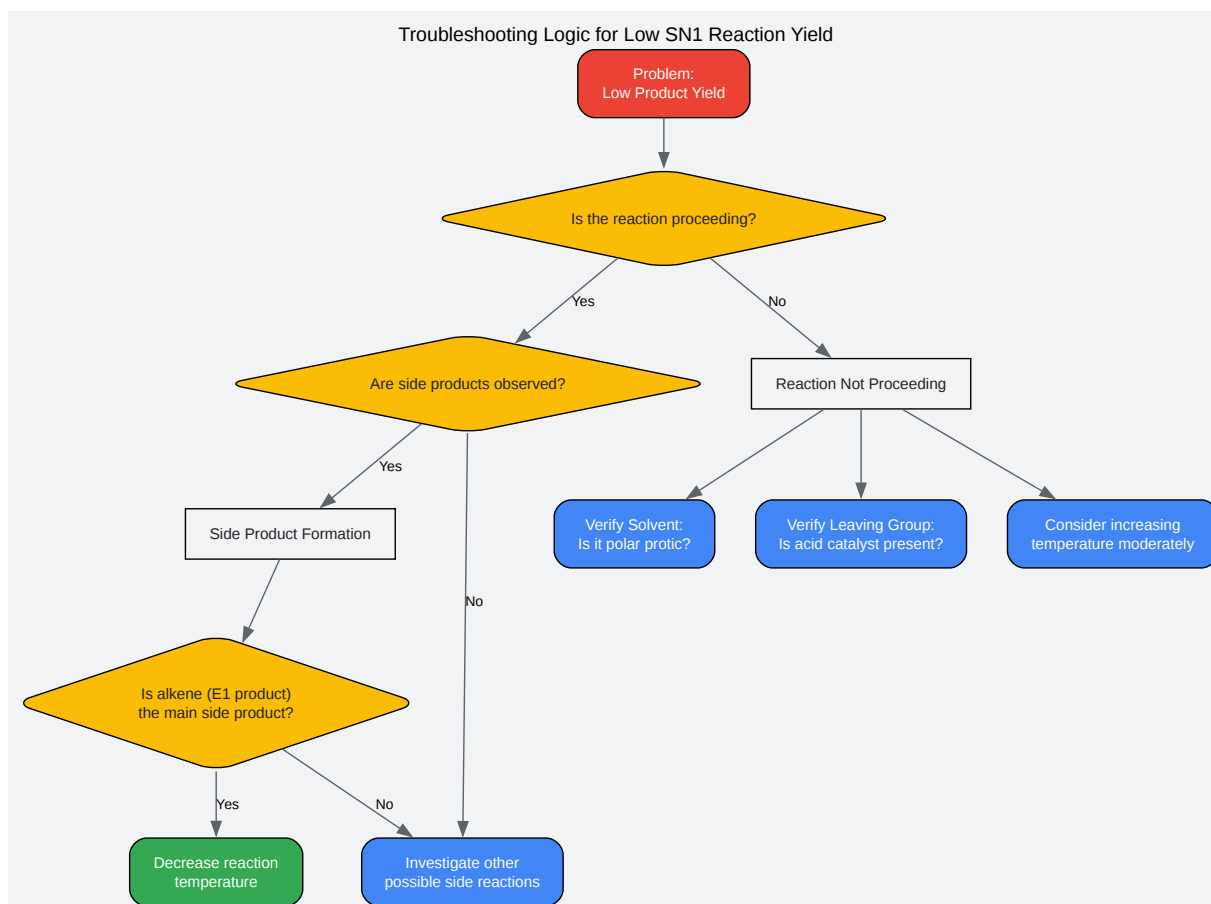 Troubleshooting Logic for Low SN1 Reaction Yield
Problem:
Low Product Yield
Is the reaction proceeding?
Yes
No
Are side products observed?
Reaction Not Proceeding
Yes
Side Product Formation
Verify Solvent:
Is it polar protic?
Verify Leaving Group:
Is acid catalyst present?
Consider increasing
temperature moderately
No
Is alkene (E1 product)
the main side product?
Yes
No
Decrease reaction
temperature
Investigate other
possible side reactions